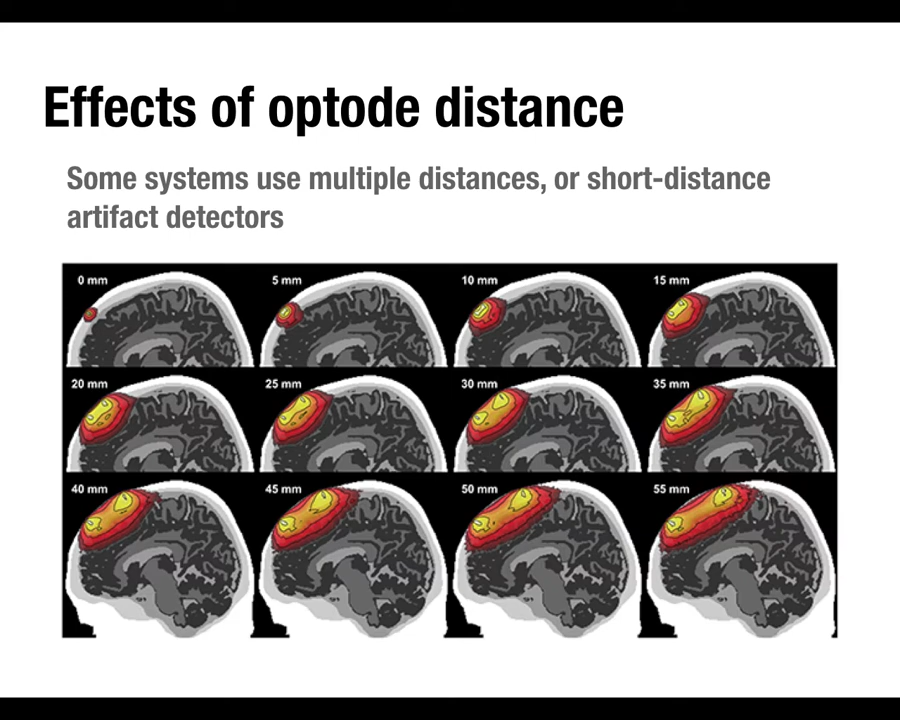 Effects of optode distance
Some systems use multiple distances, or short-distance
artifact detectors
0 mm
5 mm
10 mm
15 mm
20 mm
25 mm
30 mm
35 mm
40 mm
45 mm
50 mm
55 mm